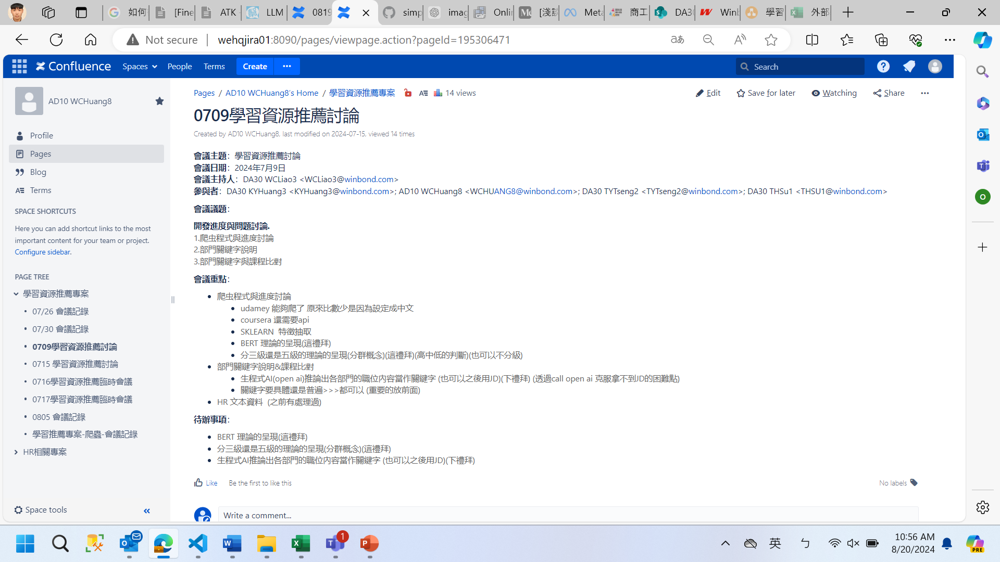 如何
[Fine
ATK
LLM
0819
simp
imag
Onlin
[淺談
Meta
商工
DA30
Winb
學習
外部
Not secure
wehqjira01:8090/pages/viewpage.action?pageId=195306471
Confluence
Spaces
People
Terms
Create
Search
AD10 WCHuang8
Profile
Pages
Blog
Terms
SPACE SHORTCUTS
Here you can add shortcut links to the most
important content for your team or project.
Configure sidebar.
PAGE TREE
學習資源推薦專案
07/26 會議記錄
07/30 會議記錄
0709學習資源推薦討論
0715 學習資源推薦討論
0716學習資源推薦臨時會議
0717學習資源推薦臨時會議
0805 會議記錄
學習推薦專案-爬蟲-會議記錄
HR相關專案
Space tools
Pages / AD10 WCHuang8's Home / 學習資源推薦專案
14 views
Edit
Save for later
Watching
Share
0709學習資源推薦討論
Created by AD10 WCHuang8, last modified on 2024-07-15, viewed 14 times
會議主題：學習資源推薦討論
會議日期：2024年7月9日
會議主持人：DA30 WCLiao3 <WCLiao3@winbond.com>
參與者：DA30 KYHuang3 <KYHuang3@winbond.com>; AD10 WCHuang8 <WCHUANG8@winbond.com>; DA30 TYTseng2 <TYTseng2@winbond.com>; DA30 THSu1 <THSU1@winbond.com>
會議議題：
開發進度與問題討論.
1.爬虫程式與進度討論
2.部門關鍵字說明
3.部門關鍵字與課程比對
會議重點：
爬虫程式與進度討論
udamey 能夠爬了 原來比數少是因為設定成中文
coursera 還需要api
SKLEARN 特徵抽取
BERT 理論的呈現(這禮拜)
分三級還是五級的理論的呈現(分群概念)(這禮拜)(高中低的判斷)(也可以不分級)
部門關鍵字說明&課程比對
生程式AI(open ai)推論出各部門的職位內容當作關鍵字 (也可以之後用JD)(下禮拜) (透過call open ai 克服拿不到JD的困難點)
關鍵字要具體還是普遍>>>都可以 (重要的放前面)
HR 文本資料 (之前有處理過)
待辦事項：
BERT 理論的呈現(這禮拜)
分三級還是五級的理論的呈現(分群概念)(這禮拜)
生程式AI推論出各部門的職位內容當作關鍵字 (也可以之後用JD)(下禮拜)
Like
Be the first to like this
No labels
Write a comment...
1
英
ㄅ
10:56 AM
8/20/2024
PRE